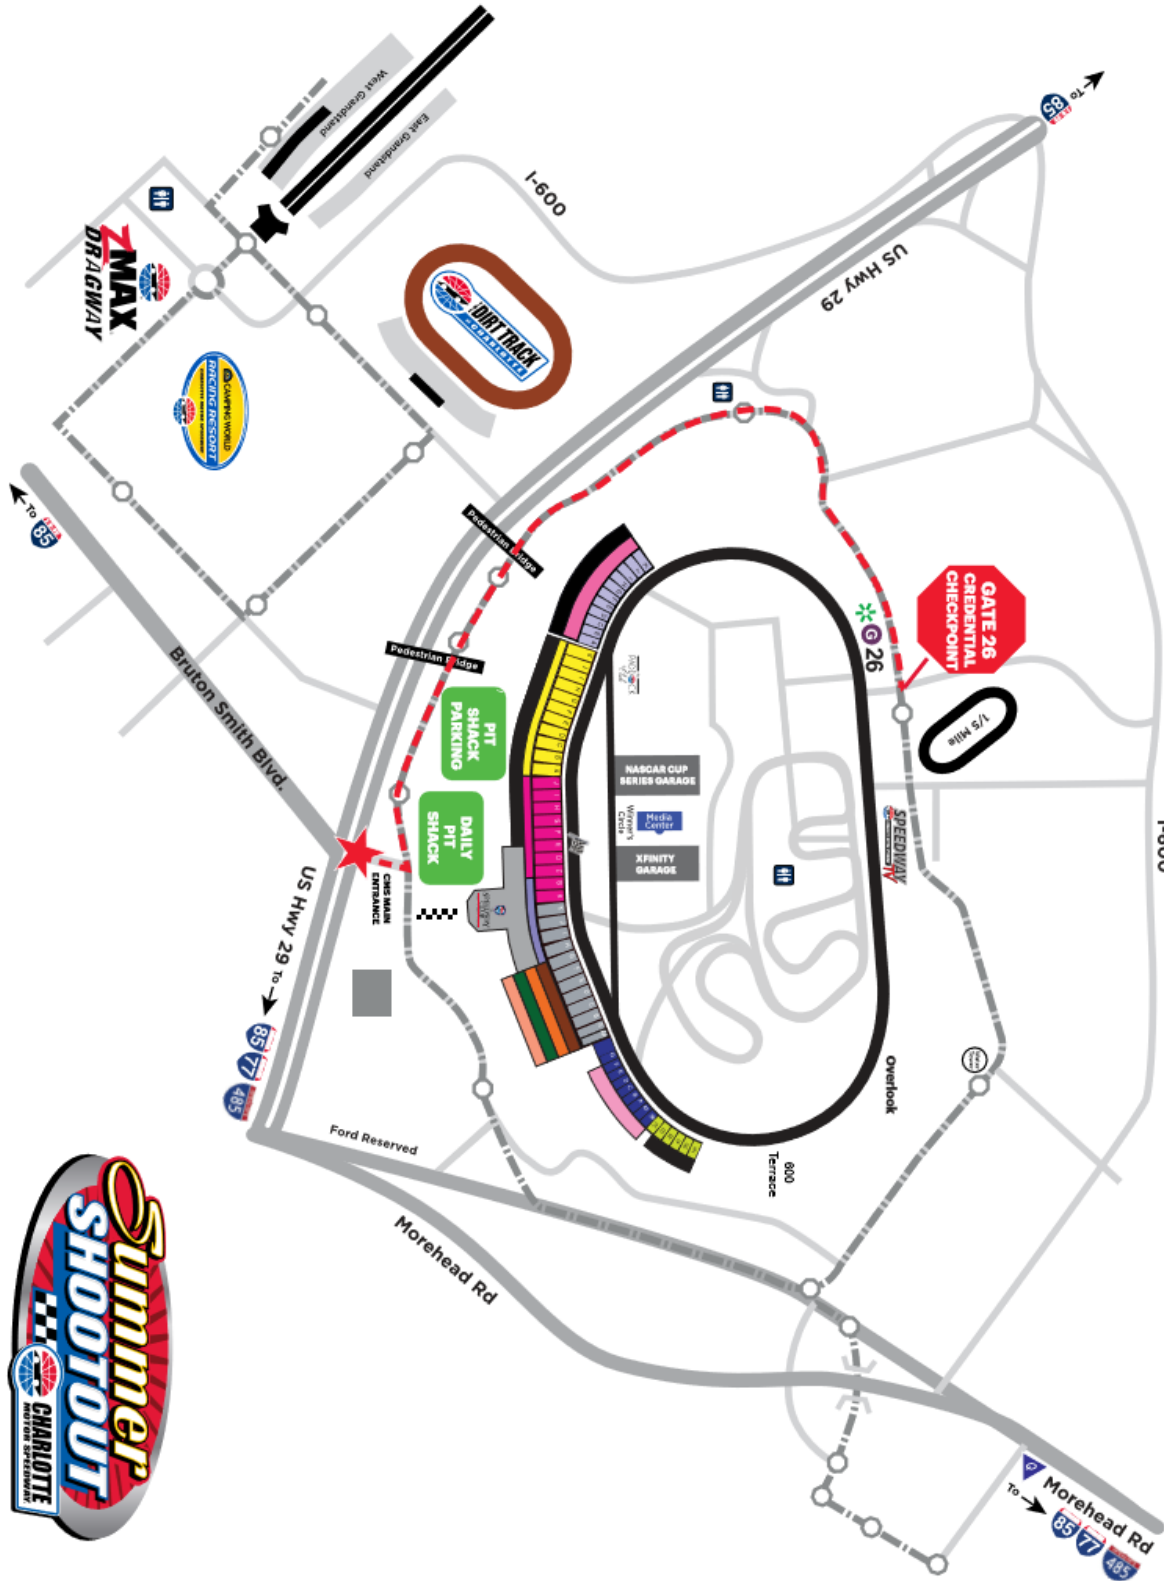 West Grandstand
East Grandstand
I-609
To
85
US Hwy 29
ZMAX
DRAGWAY
THE DIRT TRACK
AT CHARLOTTE
CAMPING WORLD
RACING RESORT
To
85
Pedestrian Bridge
Pedestrian Bridge
Bruton Smith Blvd.
PIT
SHACK
PARKING
DAILY
PIT
SHACK
CMS MAIN
ENTRANCE
GATE 26
CREDENTIAL
CHECKPOINT
G 26
1/5 Mile
NASCAR CUP
SERIES GARAGE
Winner's
Circle
Media
Center
XFINITY
GARAGE
SPEEDWAY
TV
US Hwy 29
To
85
77
485
Overlook
600
Terrace
Ford Reserved
Morehead Rd
G
Morehead Rd
To
85
77
485
Summer
SHOOTOUT
CHARLOTTE
MOTOR SPEEDWAY